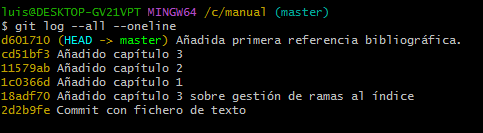 luis@DESKTOP-GV21VPT MINGW64 /c/manual (master)
$ git log --all --oneline
d601710 (HEAD -> master) Añadida primera referencia bibliográfica.
cd51bf3 Añadido capítulo 3
11579ab Añadido capítulo 2
1c0366d Añadido capítulo 1
18adf70 Añadido capítulo 3 sobre gestión de ramas al índice
2d2b9fe Commit con fichero de texto